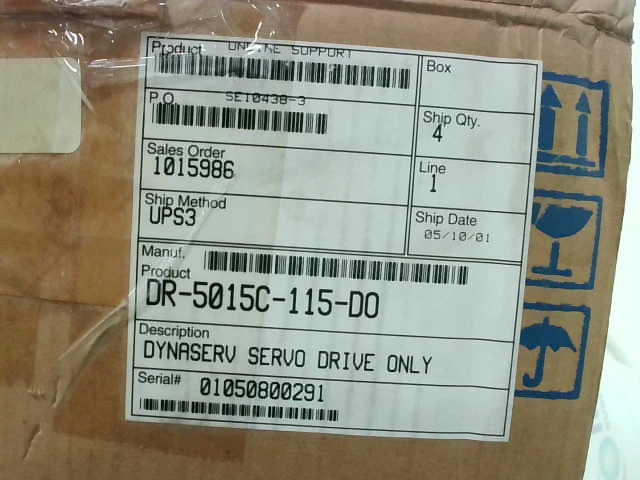 Product ONLINE SUPPORT
Box
P.O. SE10438-3
Ship Qty.
4
Sales Order
1015986
Line
1
Ship Method
UPS3
Ship Date
05/10/01
Manuf.
Product
DR-5015C-115-DO
Description
DYNASERV SERVO DRIVE ONLY
Serial# 01050800291